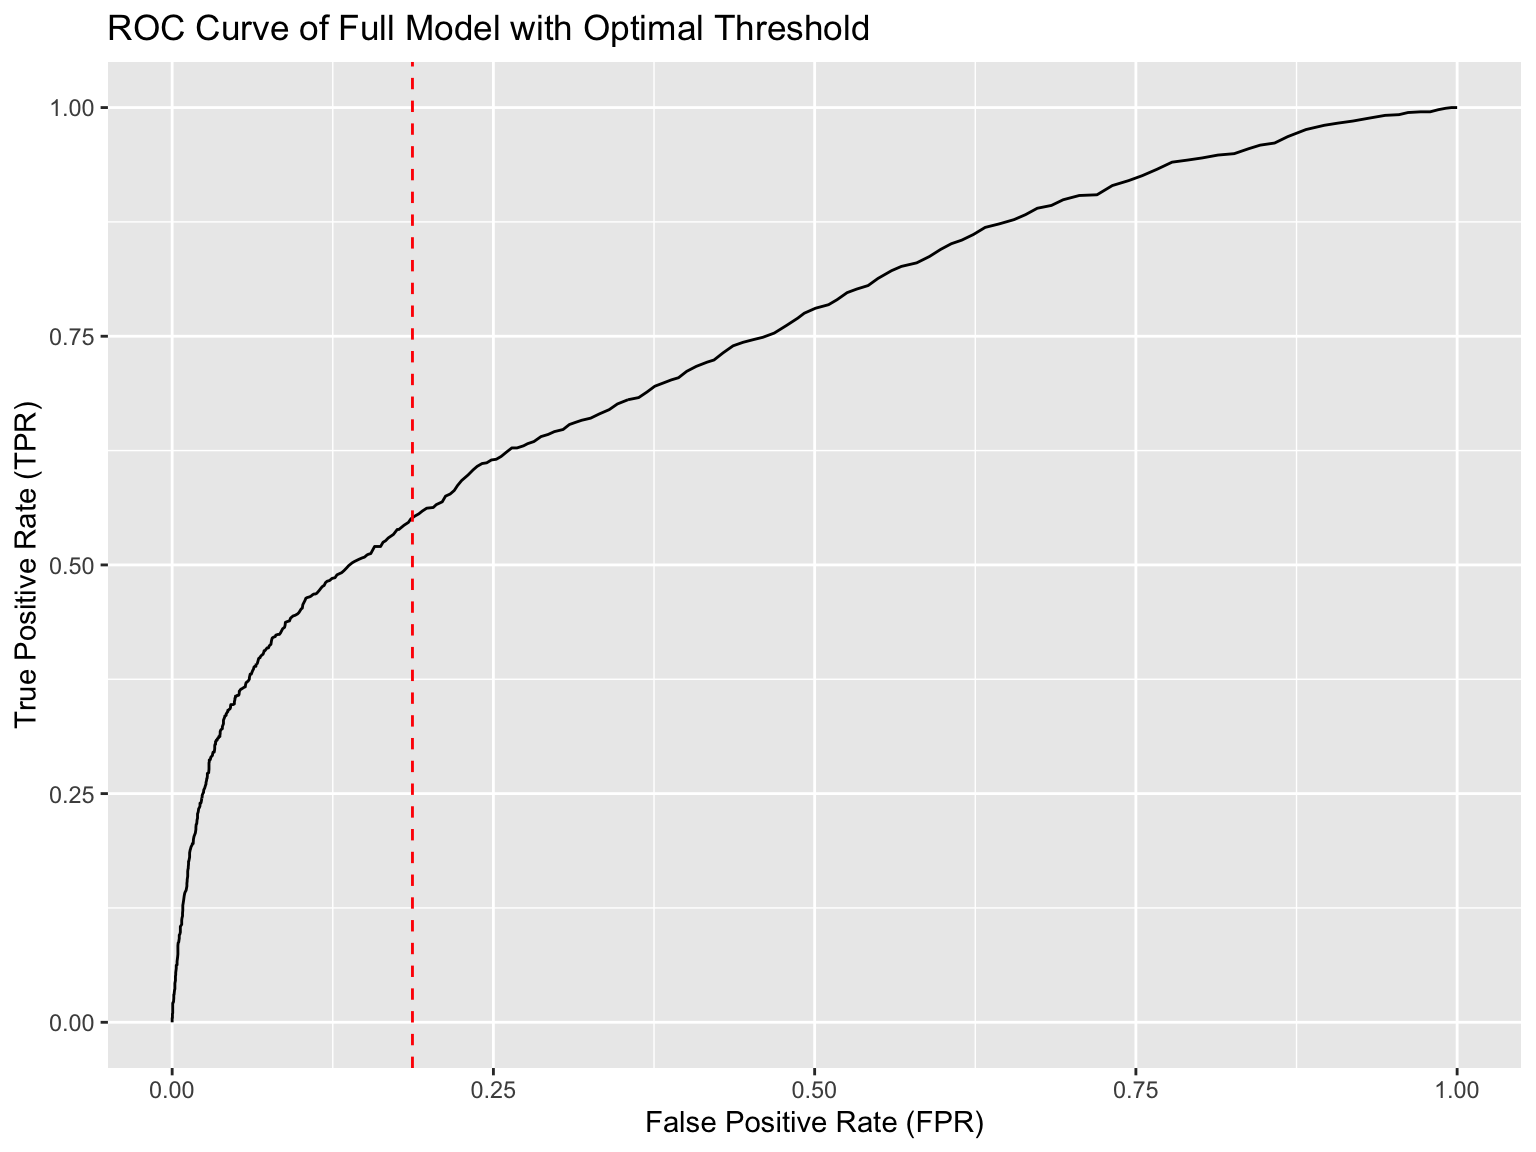 ROC Curve of Full Model with Optimal Threshold
1.00
0.75
0.50
0.25
0.00
True Positive Rate (TPR)
0.00 0.25 0.50 0.75 1.00
False Positive Rate (FPR)